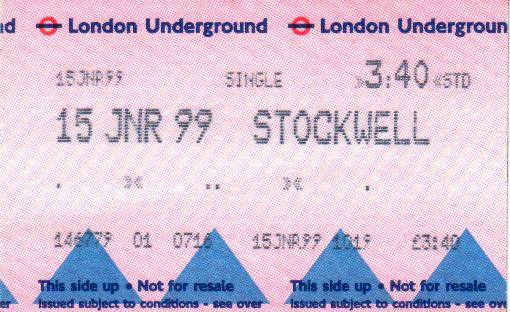 d London Underground London Undergroun
15JNR99 SINGLE »3:40«STD
15 JNR 99 STOCKWELL
. »« .. »« .
146779 01 0716 15JNR99 1019 £3:40
This side up • Not for resale This side up • Not for resale
er Issued subject to conditions - see over Issued subject to conditions - see ov